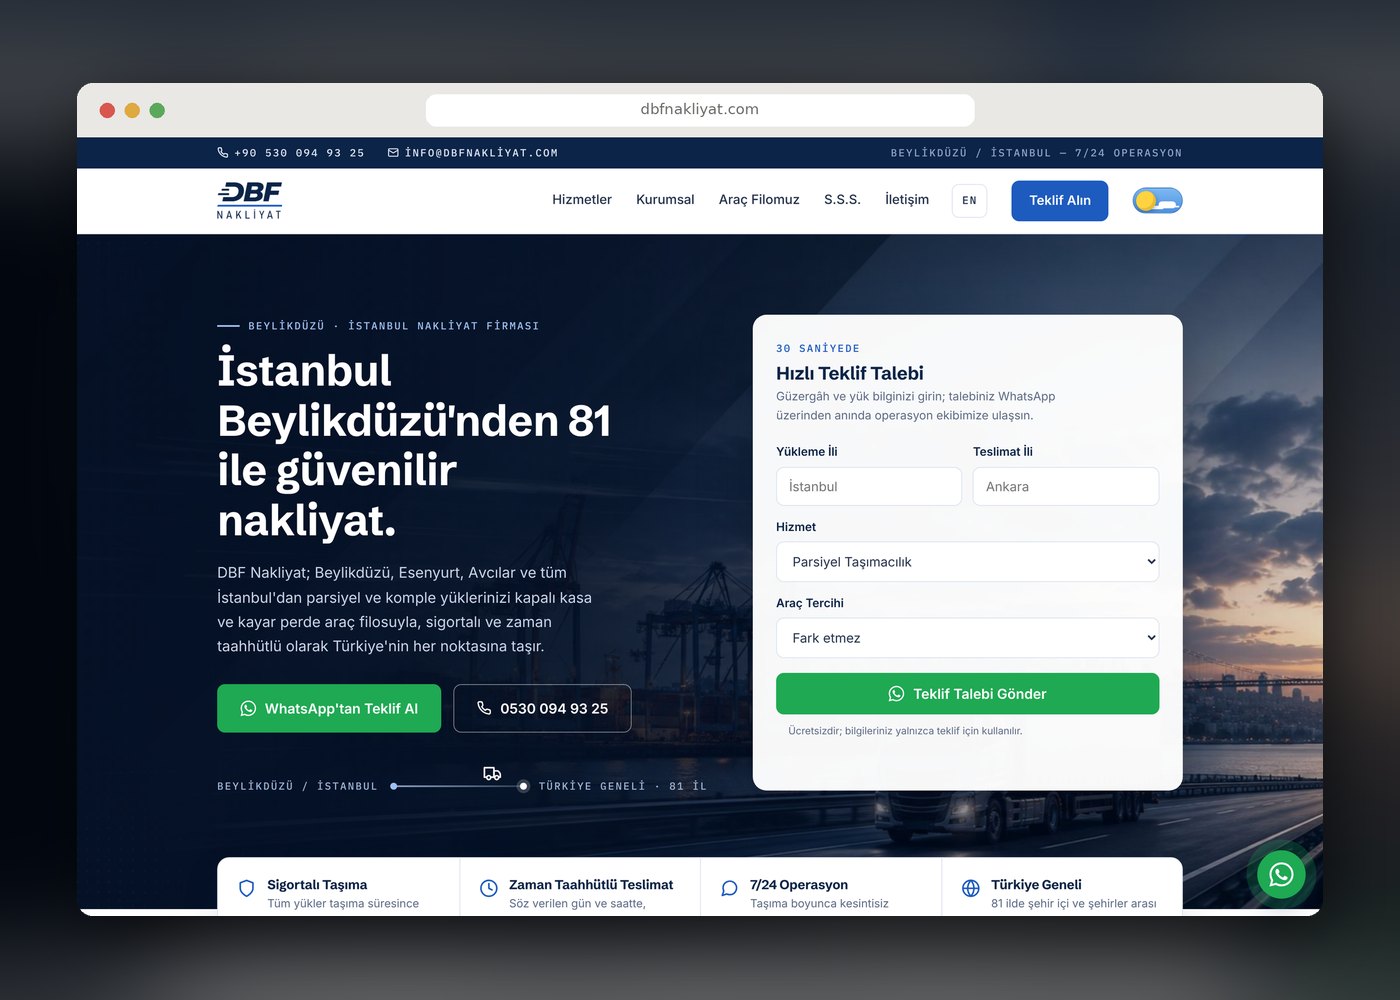 dbfnakliyat.com
+90 530 094 93 25
İNFO@DBFNAKLİYAT.COM
BEYLİKDÜZÜ / İSTANBUL — 7/24 OPERASYON
DBF
NAKLİYAT
Hizmetler
Kurumsal
Araç Filomuz
S.S.S.
İletişim
EN
Teklif Alın
BEYLİKDÜZÜ · İSTANBUL NAKLİYAT FİRMASI
İstanbul
Beylikdüzü'nden 81
ile güvenilir
nakliyat.
DBF Nakliyat; Beylikdüzü, Esenyurt, Avcılar ve tüm
İstanbul'dan parsiyel ve komple yüklerinizi kapalı kasa
ve kayar perde araç filosuyla, sigortalı ve zaman
taahhütlü olarak Türkiye'nin her noktasına taşır.
WhatsApp'tan Teklif Al
0530 094 93 25
BEYLİKDÜZÜ / İSTANBUL
TÜRKİYE GENELİ · 81 İL
30 SANİYEDE
Hızlı Teklif Talebi
Güzergâh ve yük bilginizi girin; talebiniz WhatsApp
üzerinden anında operasyon ekibimize ulaşsın.
Yükleme İli
Teslimat İli
İstanbul
Ankara
Hizmet
Parsiyel Taşımacılık
Araç Tercihi
Fark etmez
Teklif Talebi Gönder
Ücretsizdir; bilgileriniz yalnızca teklif için kullanılır.
Sigortalı Taşıma
Tüm yükler taşıma süresince
Zaman Taahhütlü Teslimat
Söz verilen gün ve saatte,
7/24 Operasyon
Taşıma boyunca kesintisiz
Türkiye Geneli
81 ilde şehir içi ve şehirler arası